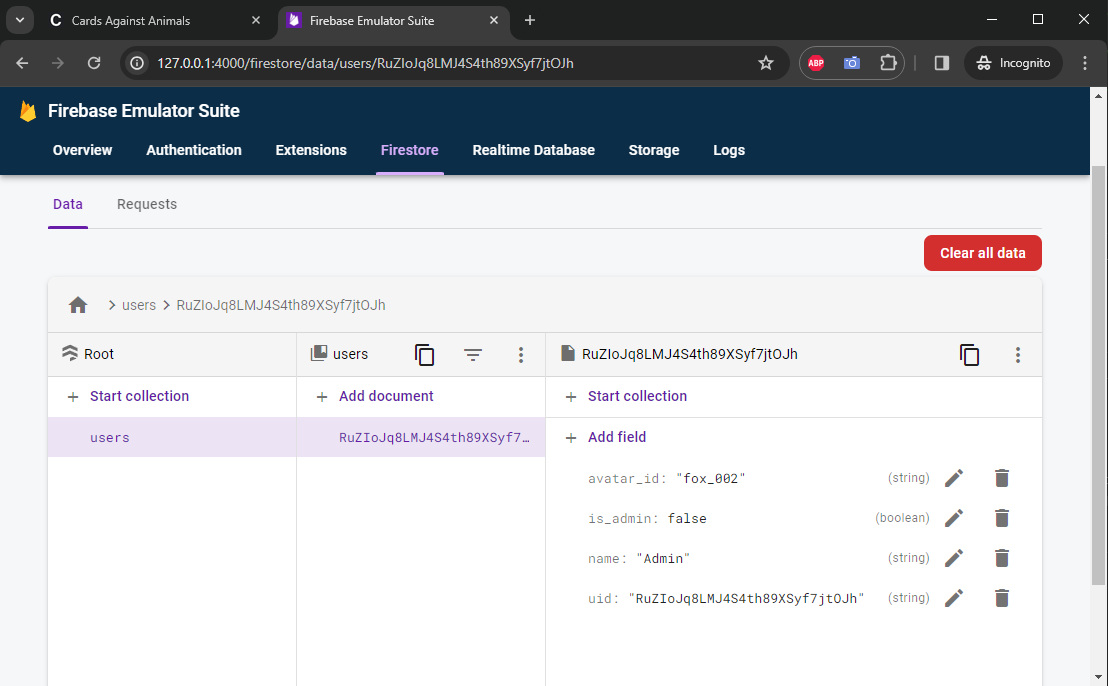 Cards Against Animals
Firebase Emulator Suite
127.0.0.1:4000/firestore/data/users/RuZIoJq8LMJ4S4th89XSyf7jtOJh
ABP
Incognito
Firebase Emulator Suite
Overview Authentication Extensions Firestore Realtime Database Storage Logs
Data Requests
Clear all data
users RuZIoJq8LMJ4S4th89XSyf7jtOJh
Root
users
RuZIoJq8LMJ4S4th89XSyf7jtOJh
Start collection
Add document
Start collection
users
RuZIoJq8LMJ4S4th89XSyf7…
Add field
avatar_id: "fox_002" (string)
is_admin: false (boolean)
name: "Admin" (string)
uid: "RuZIoJq8LMJ4S4th89XSyf7jtOJh" (string)